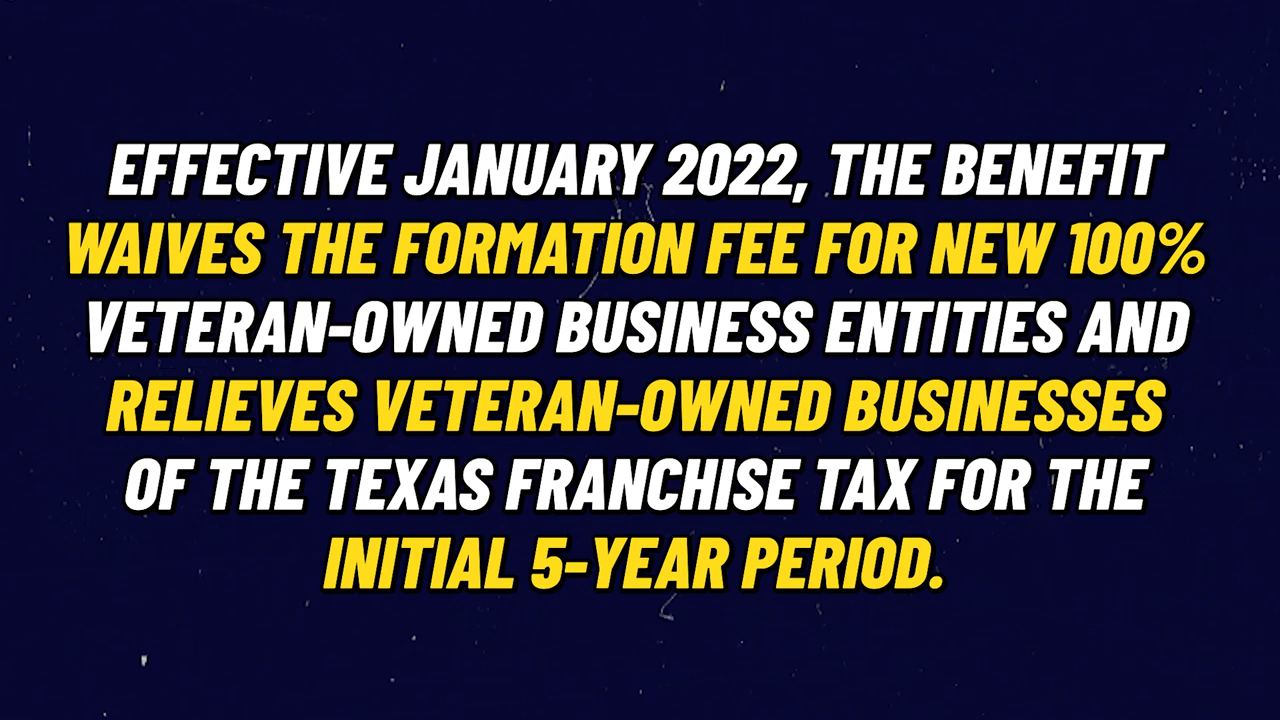 EFFECTIVE JANUARY 2022, THE BENEFIT
WAIVES THE FORMATION FEE FOR NEW 100%
VETERAN-OWNED BUSINESS ENTITIES AND
RELIEVES VETERAN-OWNED BUSINESSES
OF THE TEXAS FRANCHISE TAX FOR THE
INITIAL 5-YEAR PERIOD.